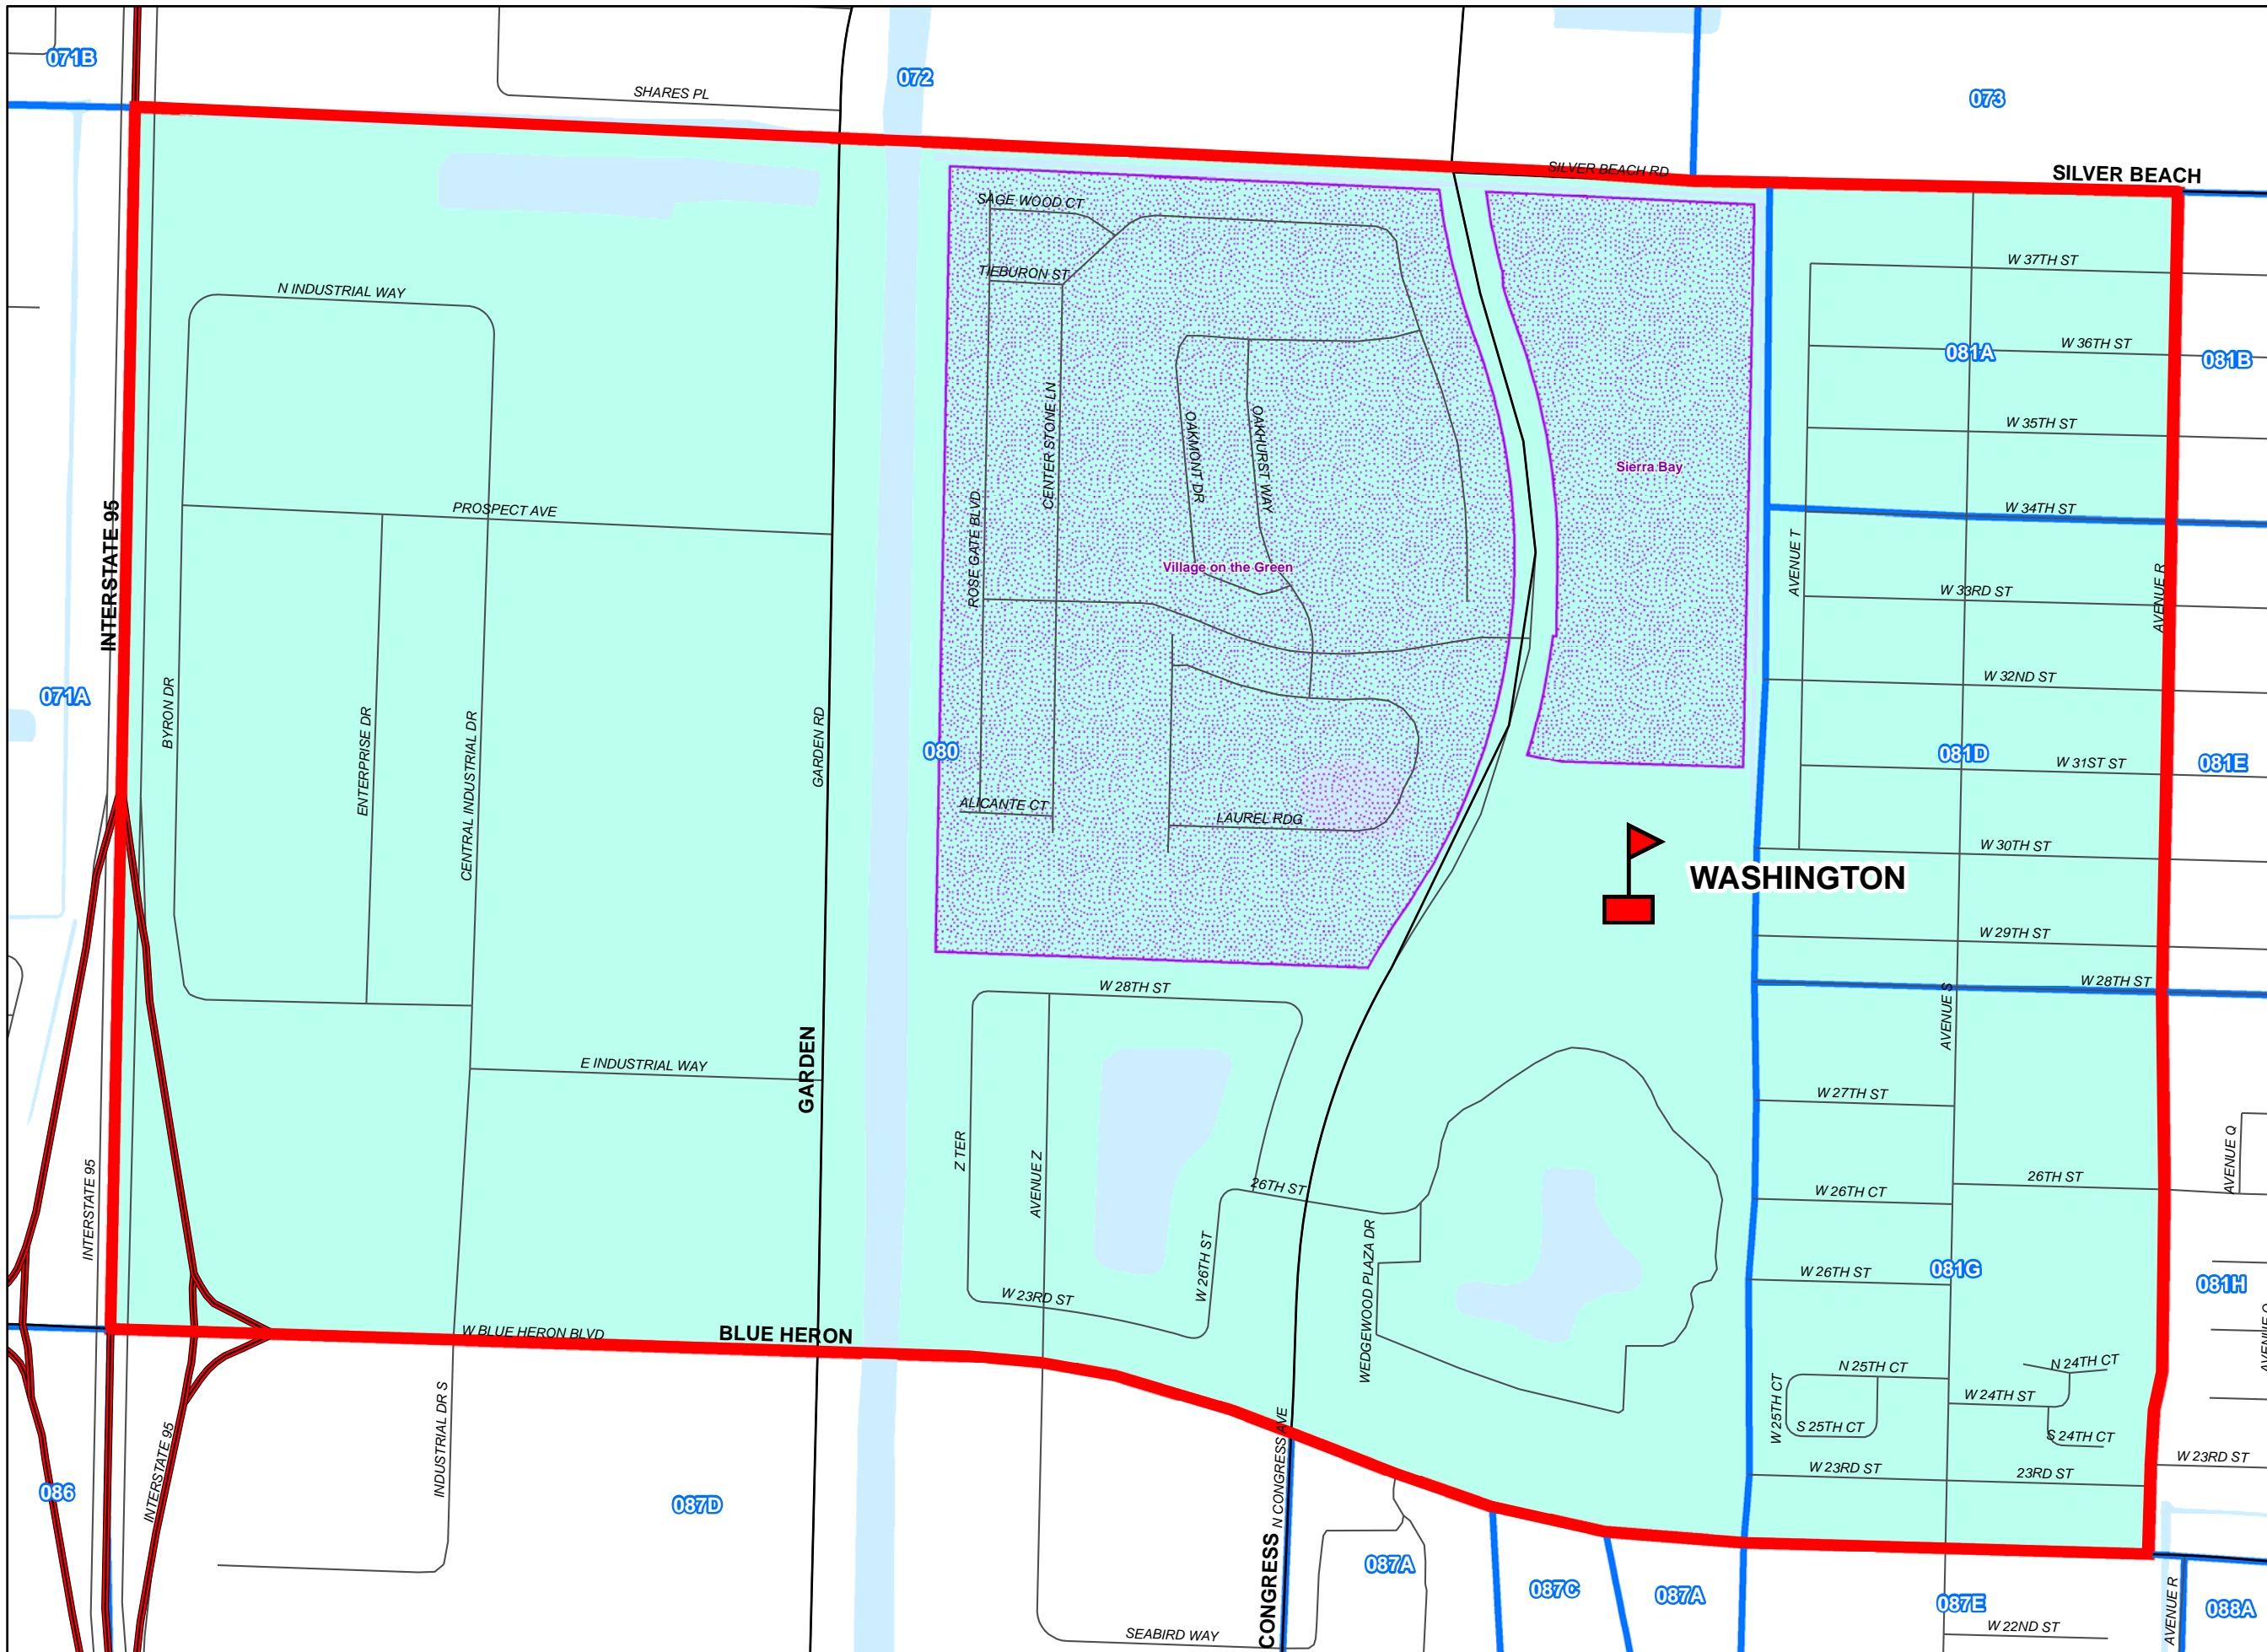 071B
072
073
SHARES PL
SILVER BEACH RD
SILVER BEACH
SAGE WOOD CT
TIEBURON ST
N INDUSTRIAL WAY
W 37TH ST
W 36TH ST
081A
081B
W 35TH ST
CENTER STONE LN
OAKMONT DR
OAKHURST WAY
Sierra Bay
PROSPECT AVE
W 34TH ST
INTERSTATE 95
ROSE GATE BLVD
Village on the Green
AVENUE T
W 33RD ST
AVENUE R
071A
BYRON DR
ENTERPRISE DR
CENTRAL INDUSTRIAL DR
GARDEN RD
080
W 32ND ST
081D
W 31ST ST
081E
ALICANTE CT
LAUREL RDG
W 30TH ST
WASHINGTON
W 29TH ST
W 28TH ST
W 28TH ST
AVENUE S
GARDEN
E INDUSTRIAL WAY
W 27TH ST
Z TER
AVENUE Z
26TH ST
W 26TH CT
26TH ST
AVENUE Q
INTERSTATE 95
W 26TH ST
WEDGEWOOD PLAZA DR
W 26TH ST
081G
081H
W 23RD ST
W BLUE HERON BLVD
BLUE HERON
N 25TH CT
N 24TH CT
W 24TH ST
W 25TH CT
S 25TH CT
S 24TH CT
INDUSTRIAL DR S
INTERSTATE 95
N CONGRESS AVE
W 23RD ST
23RD ST
W 23RD ST
086
087D
CONGRESS
087A
087C
087A
087E
088A
AVENUE R
SEABIRD WAY
W 22ND ST